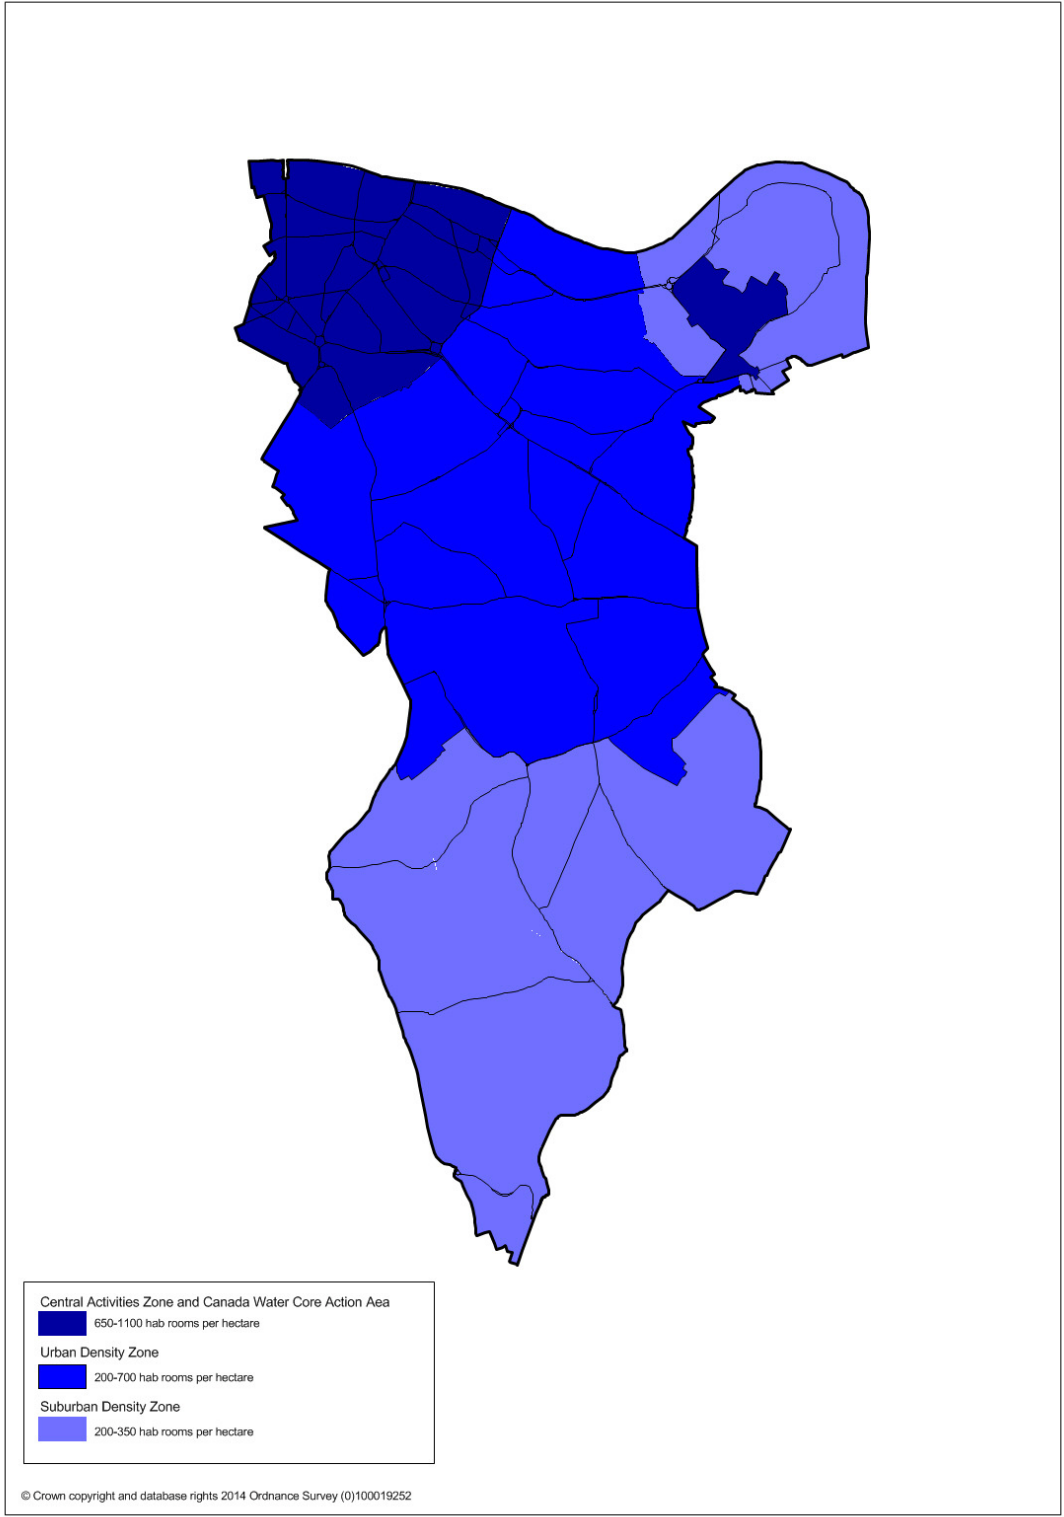 Central Activities Zone and Canada Water Core Action Aea
650-1100 hab rooms per hectare
Urban Density Zone
200-700 hab rooms per hectare
Suburban Density Zone
200-350 hab rooms per hectare
© Crown copyright and database rights 2014 Ordnance Survey (0)100019252